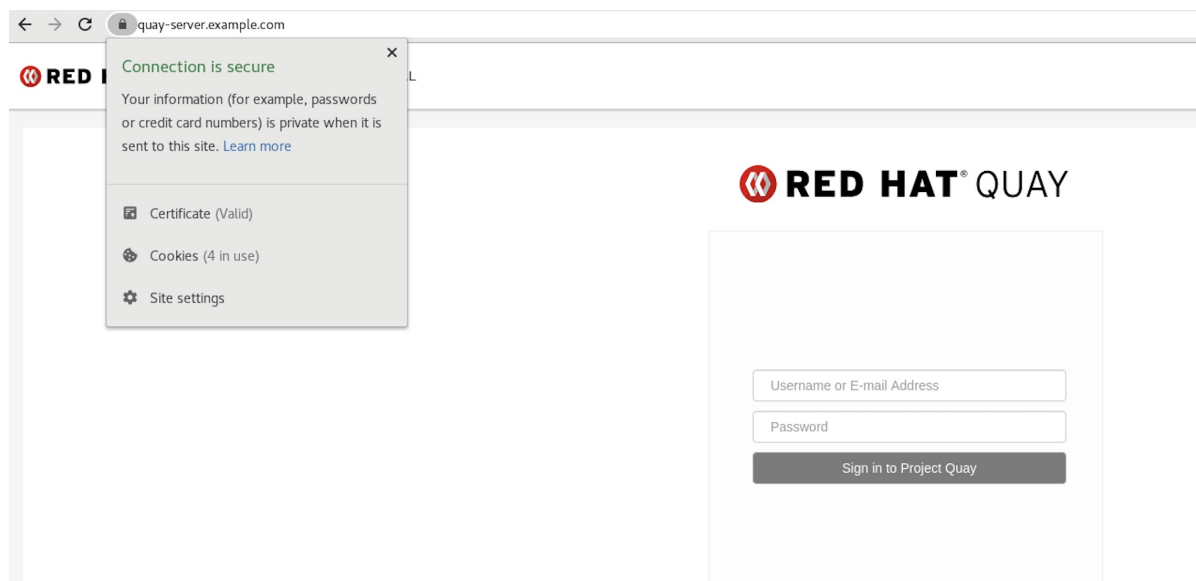 quay-server.example.com
Connection is secure
Your information (for example, passwords
or credit card numbers) is private when it is
sent to this site. Learn more
Certificate (Valid)
Cookies (4 in use)
Site settings
RED
L
RED HAT® QUAY
Username or E-mail Address
Password
Sign in to Project Quay